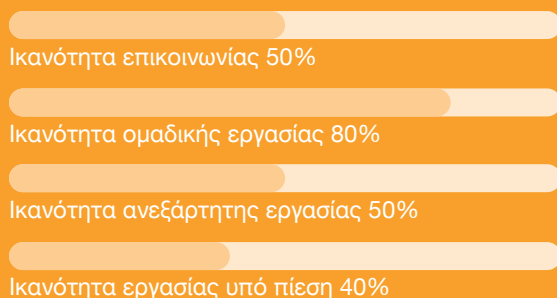 Ικανότητα επικοινωνίας 50%
Ικανότητα ομαδικής εργασίας 80%
Ικανότητα ανεξάρτητης εργασίας 50%
Ικανότητα εργασίας υπό πίεση 40%